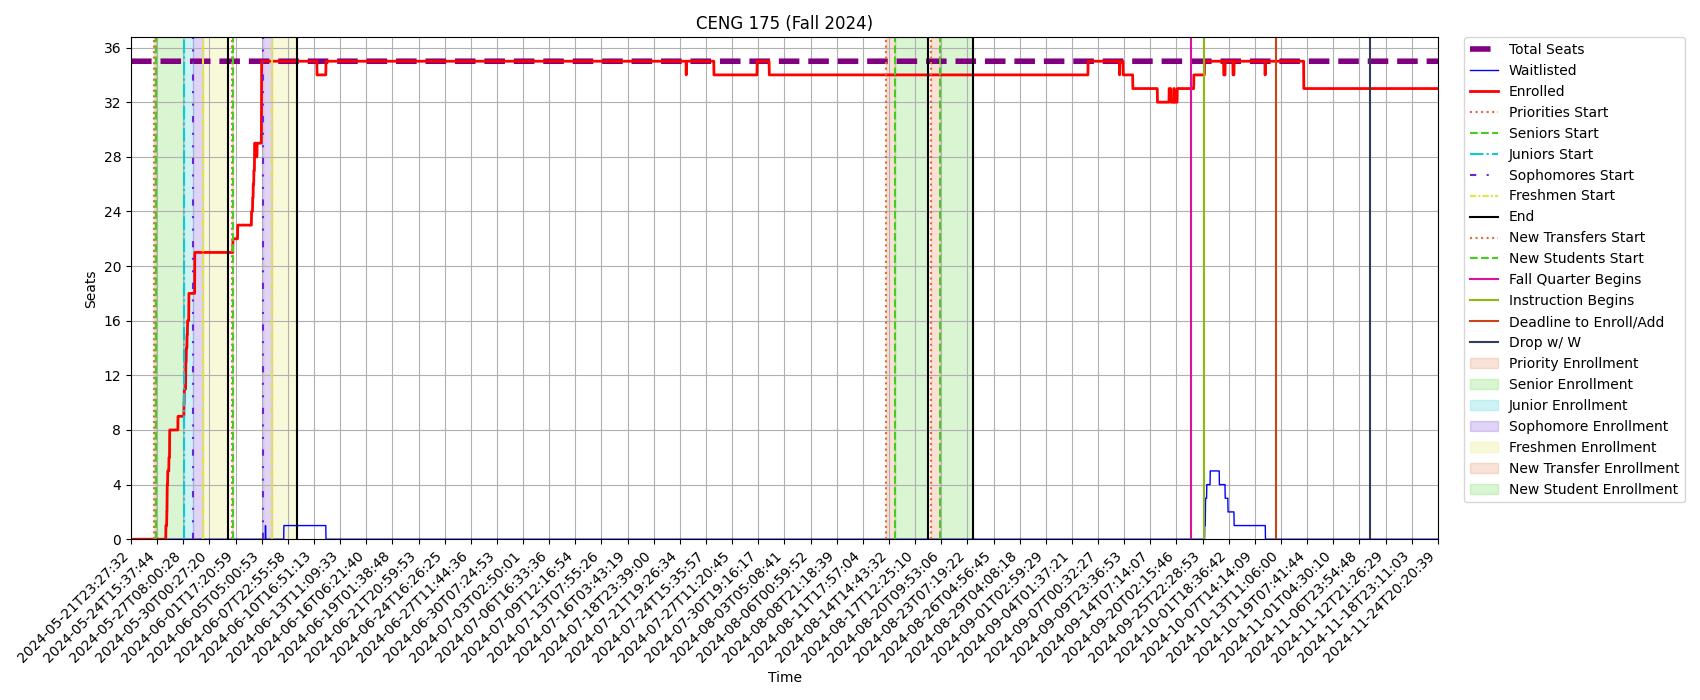 CENG 175 (Fall 2024)
36
32
28
24
20
16
12
8
4
0
Seats
2024-05-21T23:27:32
2024-05-24T15:37:44
2024-05-27T08:00:28
2024-05-30T00:27:20
2024-06-01T17:20:59
2024-06-05T05:00:53
2024-06-07T22:55:58
2024-06-10T16:51:13
2024-06-13T11:09:33
2024-06-16T06:21:40
2024-06-19T01:38:48
2024-06-21T20:59:53
2024-06-24T16:26:25
2024-06-27T11:44:36
2024-06-30T07:24:53
2024-07-03T02:50:01
2024-07-06T16:33:36
2024-07-09T12:16:54
2024-07-13T07:55:26
2024-07-16T03:43:19
2024-07-18T23:39:00
2024-07-21T19:26:34
2024-07-24T15:35:57
2024-07-27T11:20:45
2024-07-30T19:16:17
2024-08-03T05:08:41
2024-08-06T00:59:52
2024-08-08T21:18:39
2024-08-11T17:57:04
2024-08-14T14:43:32
2024-08-17T12:25:10
2024-08-20T09:53:06
2024-08-23T07:19:22
2024-08-26T04:56:45
2024-08-29T04:08:18
2024-09-01T02:59:29
2024-09-04T01:37:21
2024-09-07T00:32:27
2024-09-09T23:36:53
2024-09-14T07:14:07
2024-09-20T02:15:46
2024-09-25T22:28:53
2024-10-01T18:36:42
2024-10-07T14:14:09
2024-10-13T11:06:00
2024-10-19T07:41:44
2024-11-01T04:30:10
2024-11-06T23:54:48
2024-11-12T21:26:29
2024-11-18T23:11:03
2024-11-24T20:20:39
Time
Total Seats
Waitlisted
Enrolled
Priorities Start
Seniors Start
Juniors Start
Sophomores Start
Freshmen Start
End
New Transfers Start
New Students Start
Fall Quarter Begins
Instruction Begins
Deadline to Enroll/Add
Drop w/ W
Priority Enrollment
Senior Enrollment
Junior Enrollment
Sophomore Enrollment
Freshmen Enrollment
New Transfer Enrollment
New Student Enrollment